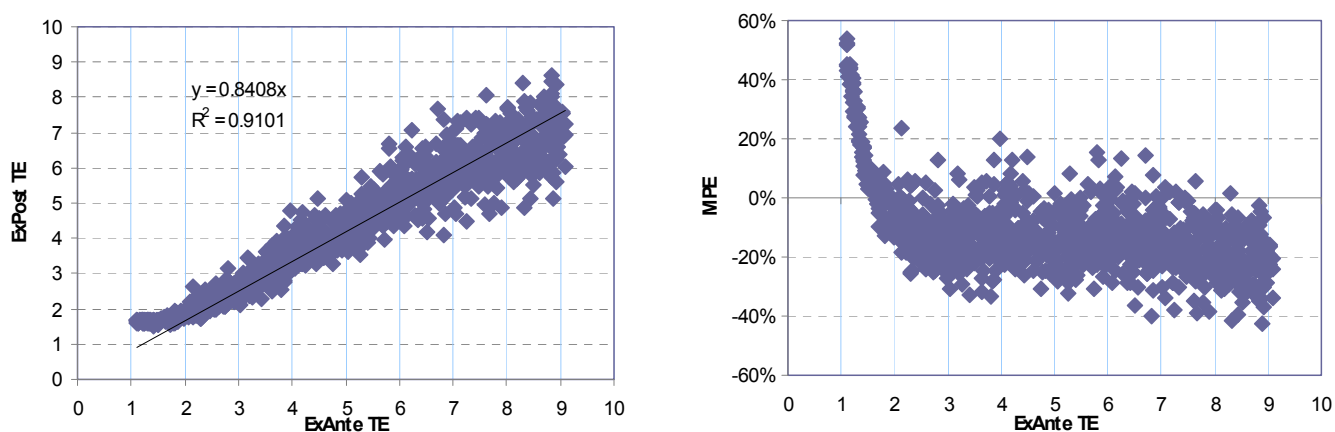 10
9
8
7
6
5
4
3
2
1
0
ExPost TE
y = 0.8408x
R² = 0.9101
0 1 2 3 4 5 6 7 8 9 10
ExAnte TE
60%
40%
20%
0%
-20%
-40%
-60%
MPE
0 1 2 3 4 5 6 7 8 9 10
ExAnte TE